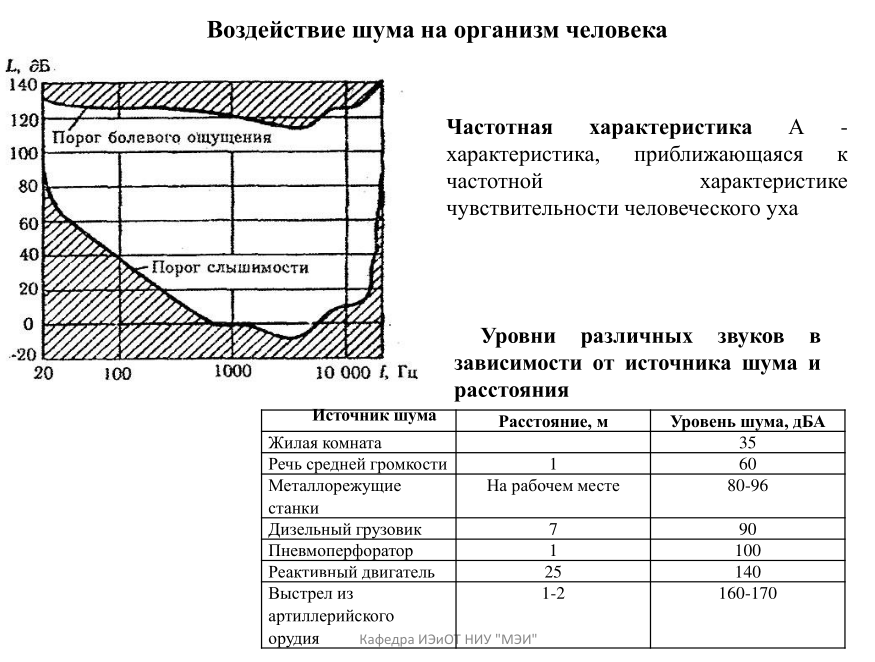 Воздействие шума на организм человека
L, дБ
140
120
100
80
60
40
20
0
-20
Порог болевого ощущения
Порог слышимости
20 100 1000 10 000 f, Гц
Частотная характеристика А -
характеристика, приближающаяся к
частотной характеристике
чувствительности человеческого уха
Уровни различных звуков в
зависимости от источника шума и
расстояния
Источник шума Расстояние, м Уровень шума, дБА
Жилая комната 35
Речь средней громкости 1 60
Металлорежущие На рабочем месте 80-96
станки
Дизельный грузовик 7 90
Пневмоперфоратор 1 100
Реактивный двигатель 25 140
Выстрел из 1-2 160-170
артиллерийского
орудия
Кафедра ИЭиОТ НИУ "МЭИ"